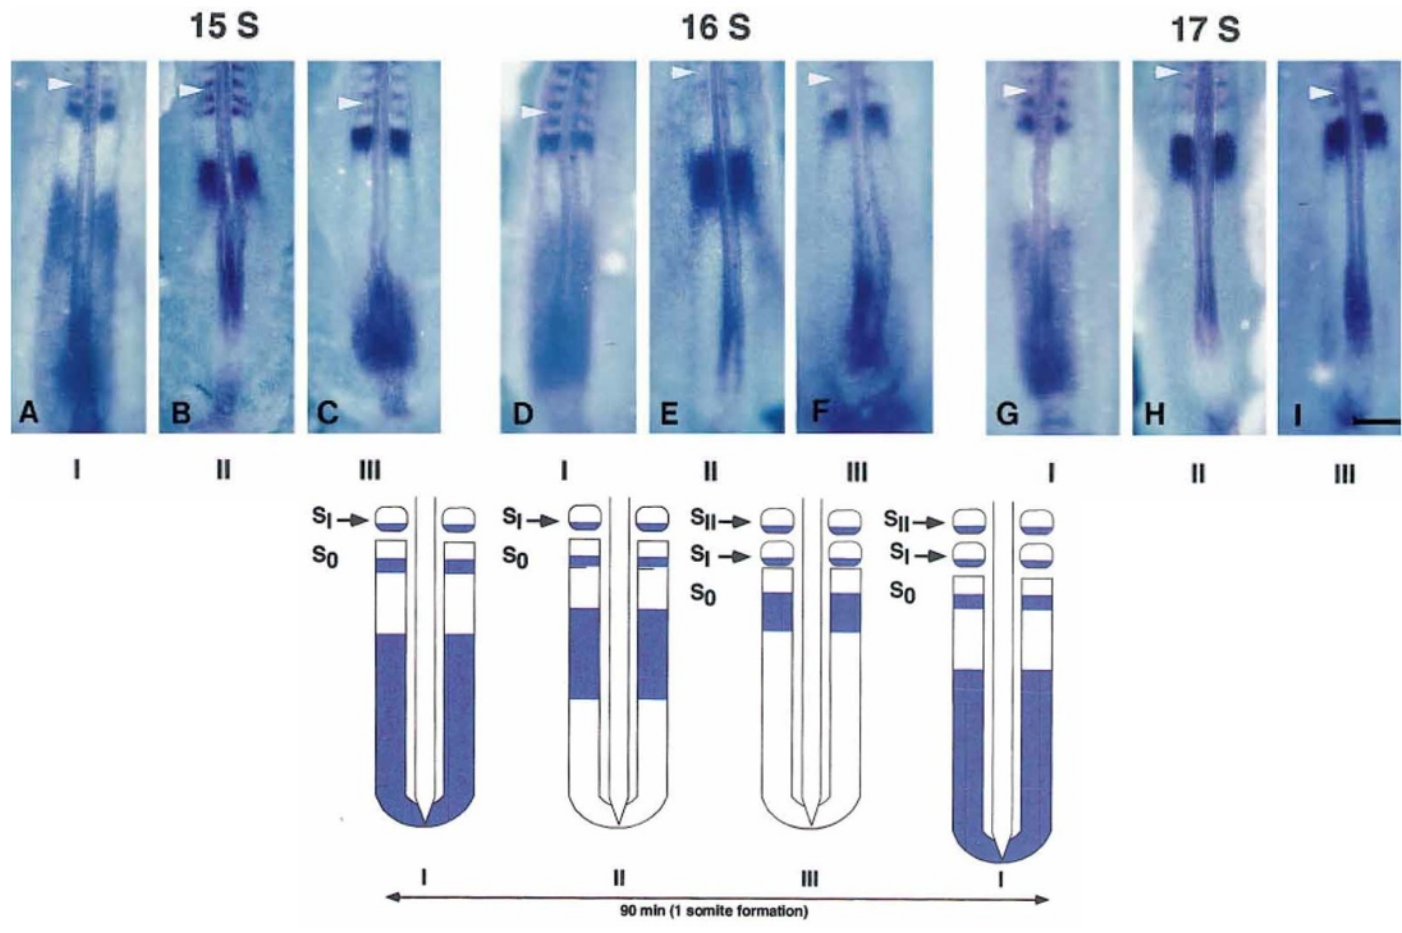 15 S 16 S 17 S
A B C D E F G H I
I II III I II III I II III
SI SI SII SII
S0 S0 SI SI
S0 S0
I II III I
90 min (1 somite formation)